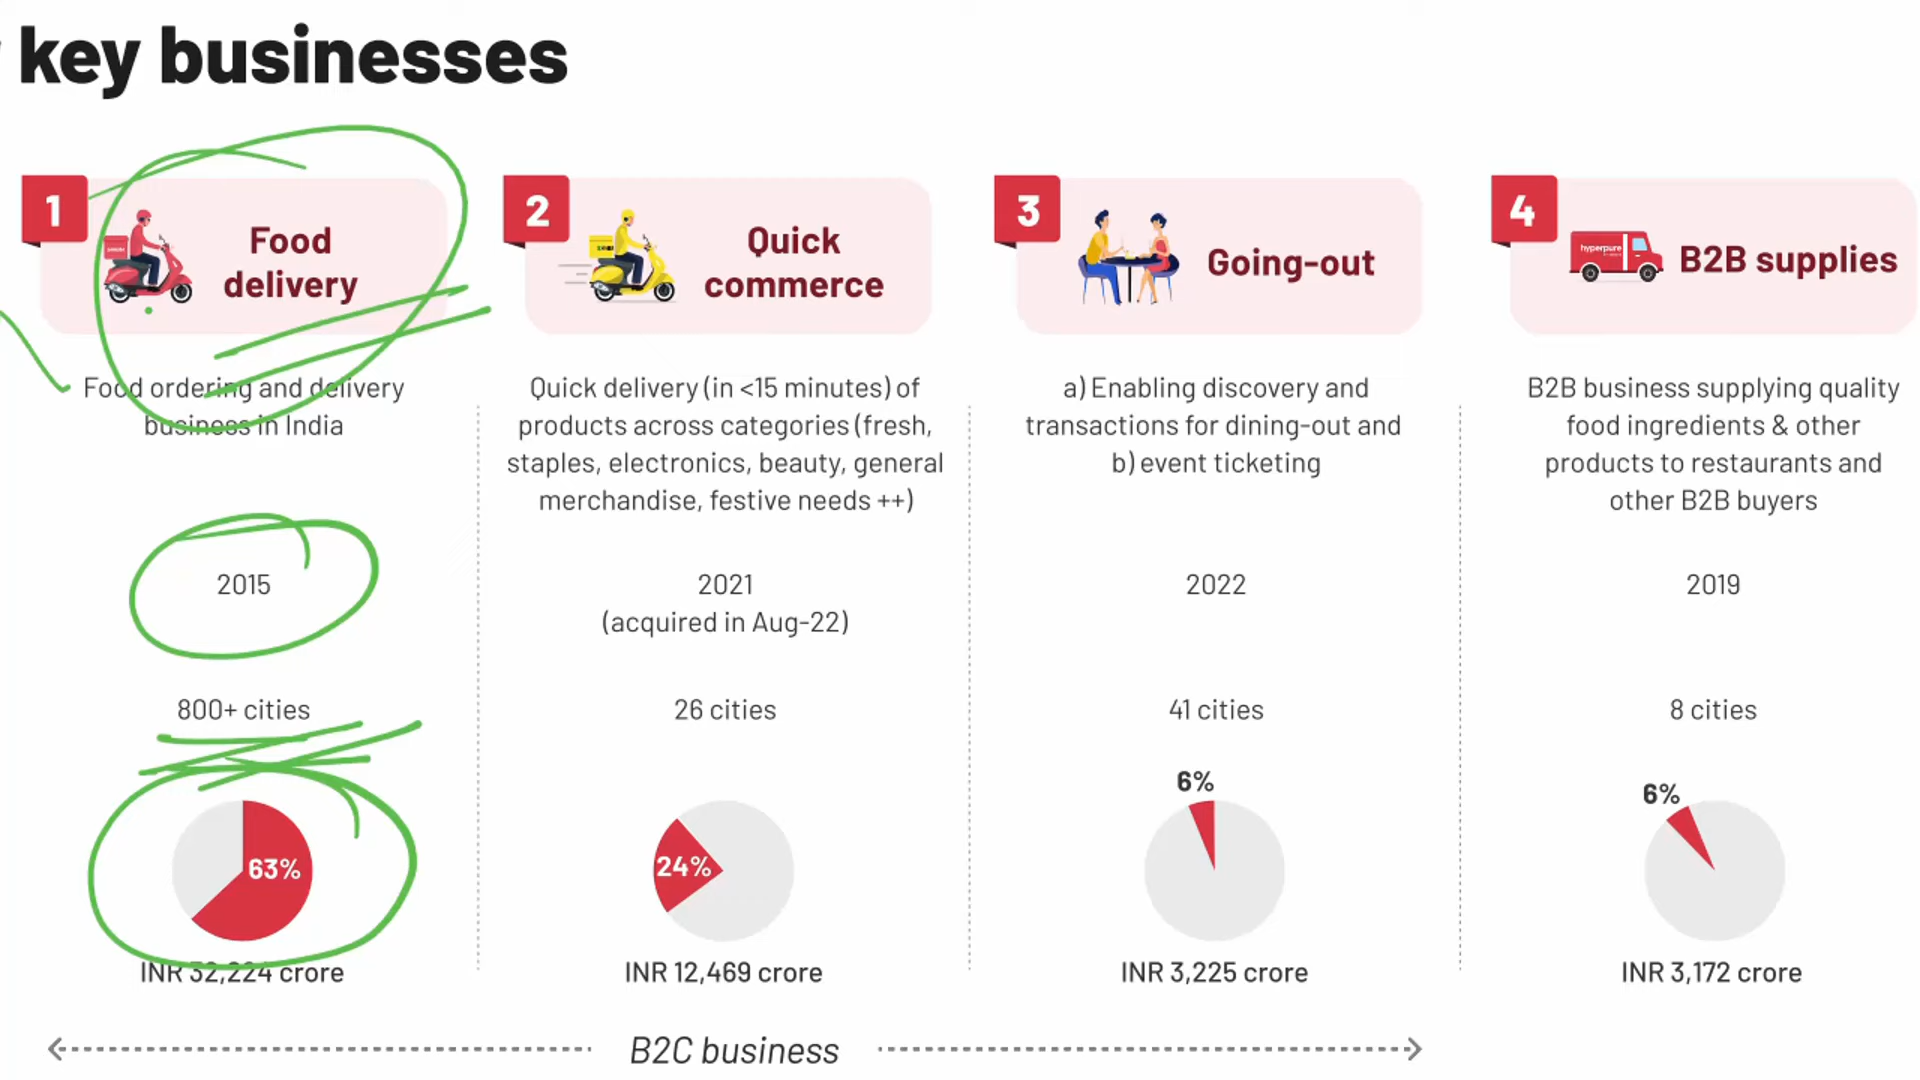 key businesses
1
Food
delivery
Food ordering and delivery
business in India
2015
800+ cities
63%
INR 32,224 crore
2
Quick
commerce
Quick delivery (in <15 minutes) of
products across categories (fresh,
staples, electronics, beauty, general
merchandise, festive needs ++)
2021
(acquired in Aug-22)
26 cities
24%
INR 12,469 crore
3
Going-out
a) Enabling discovery and
transactions for dining-out and
b) event ticketing
2022
41 cities
6%
INR 3,225 crore
4
hyperpure
B2B supplies
B2B business supplying quality
food ingredients & other
products to restaurants and
other B2B buyers
2019
8 cities
6%
INR 3,172 crore
B2C business